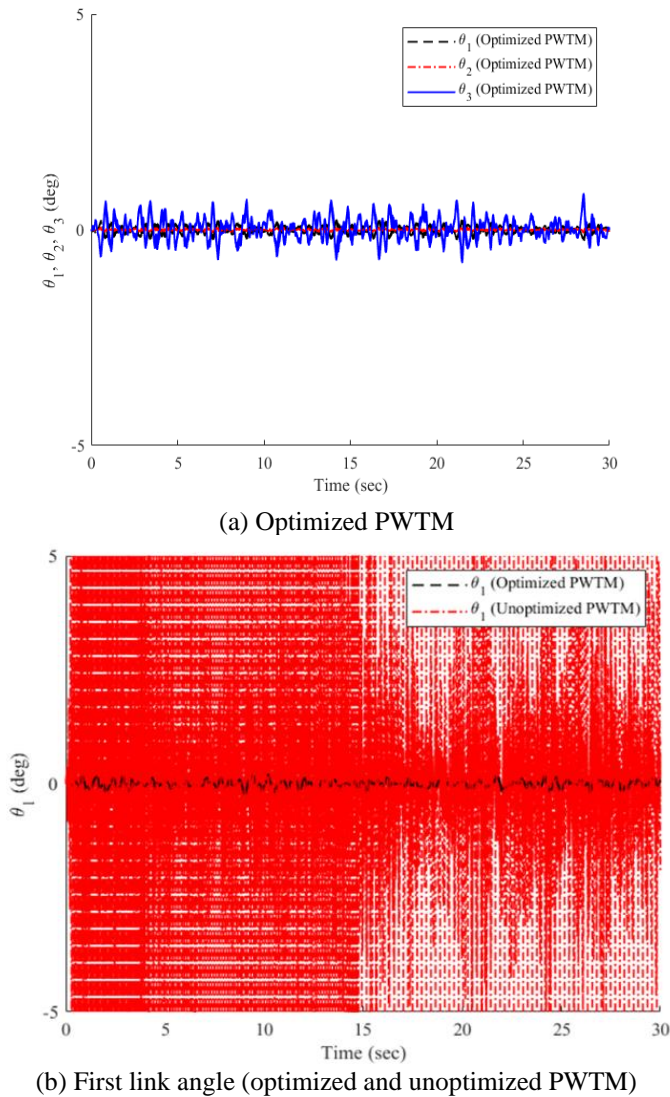 5
θ₁ (Optimized PWTM)
θ₂ (Optimized PWTM)
θ₃ (Optimized PWTM)
θ₁, θ₂, θ₃ (deg)
0
-5
0 5 10 15 20 25 30
Time (sec)
(a) Optimized PWTM
5
θ₁ (Optimized PWTM)
θ₁ (Unoptimized PWTM)
θ₁ (deg)
0
-5
0 5 10 15 20 25 30
Time (sec)
(b) First link angle (optimized and unoptimized PWTM)